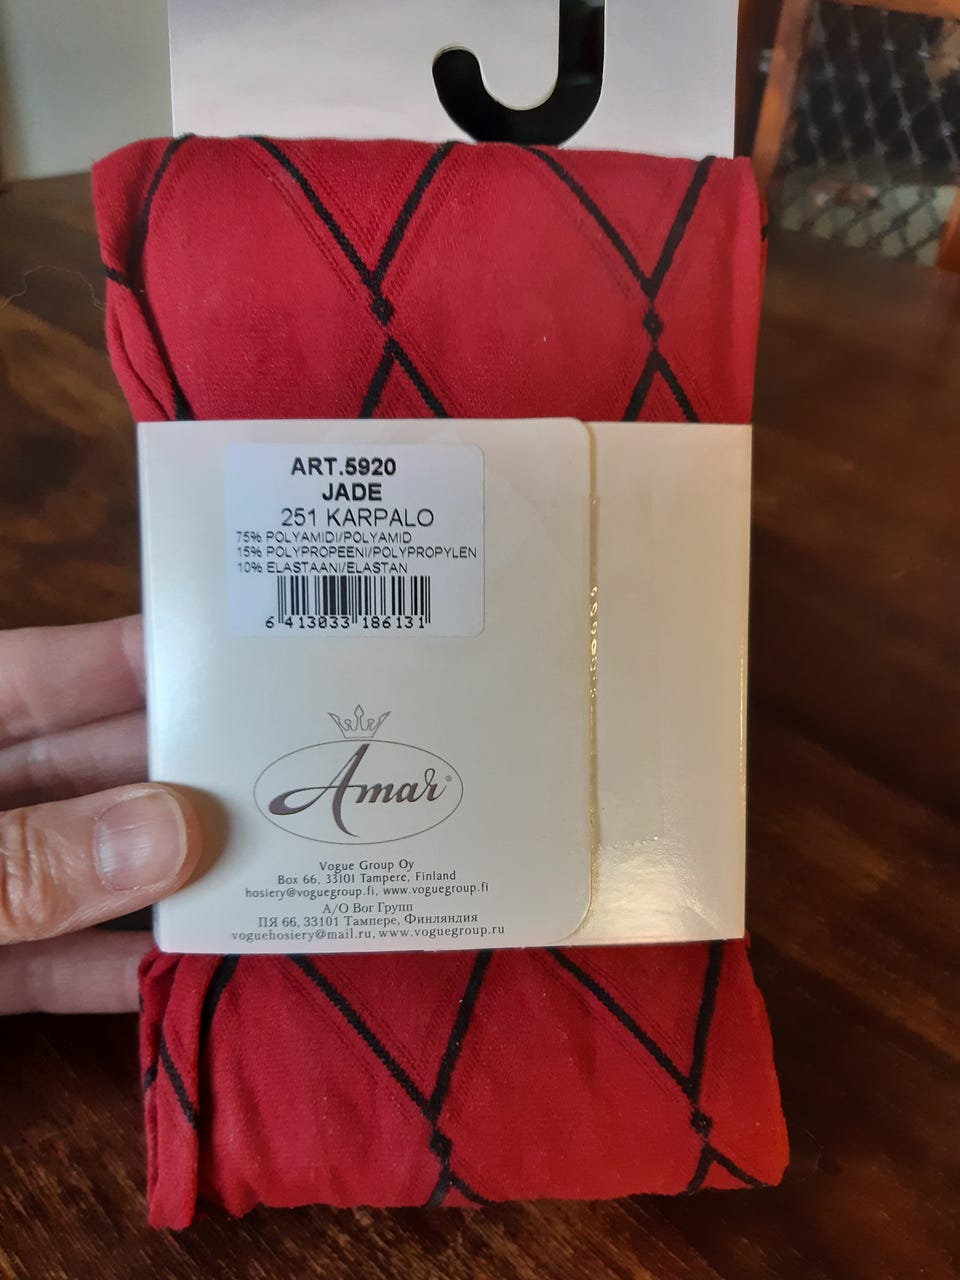 ART.5920
JADE
251 KARPALO
75% POLYAMIDI/POLYAMID
15% POLYPROPEENI/POLYPROPYLEN
10% ELASTAANI/ELASTAN
6 413033 186131
Amar®
Vogue Group Oy
Box 66, 33101 Tampere, Finland
hosiery@voguegroup.fi, www.voguegroup.fi
А/О Вог Групп
ПЯ 66, 33101 Тампере, Финляндия
voguehosiery@mail.ru, www.voguegroup.ru